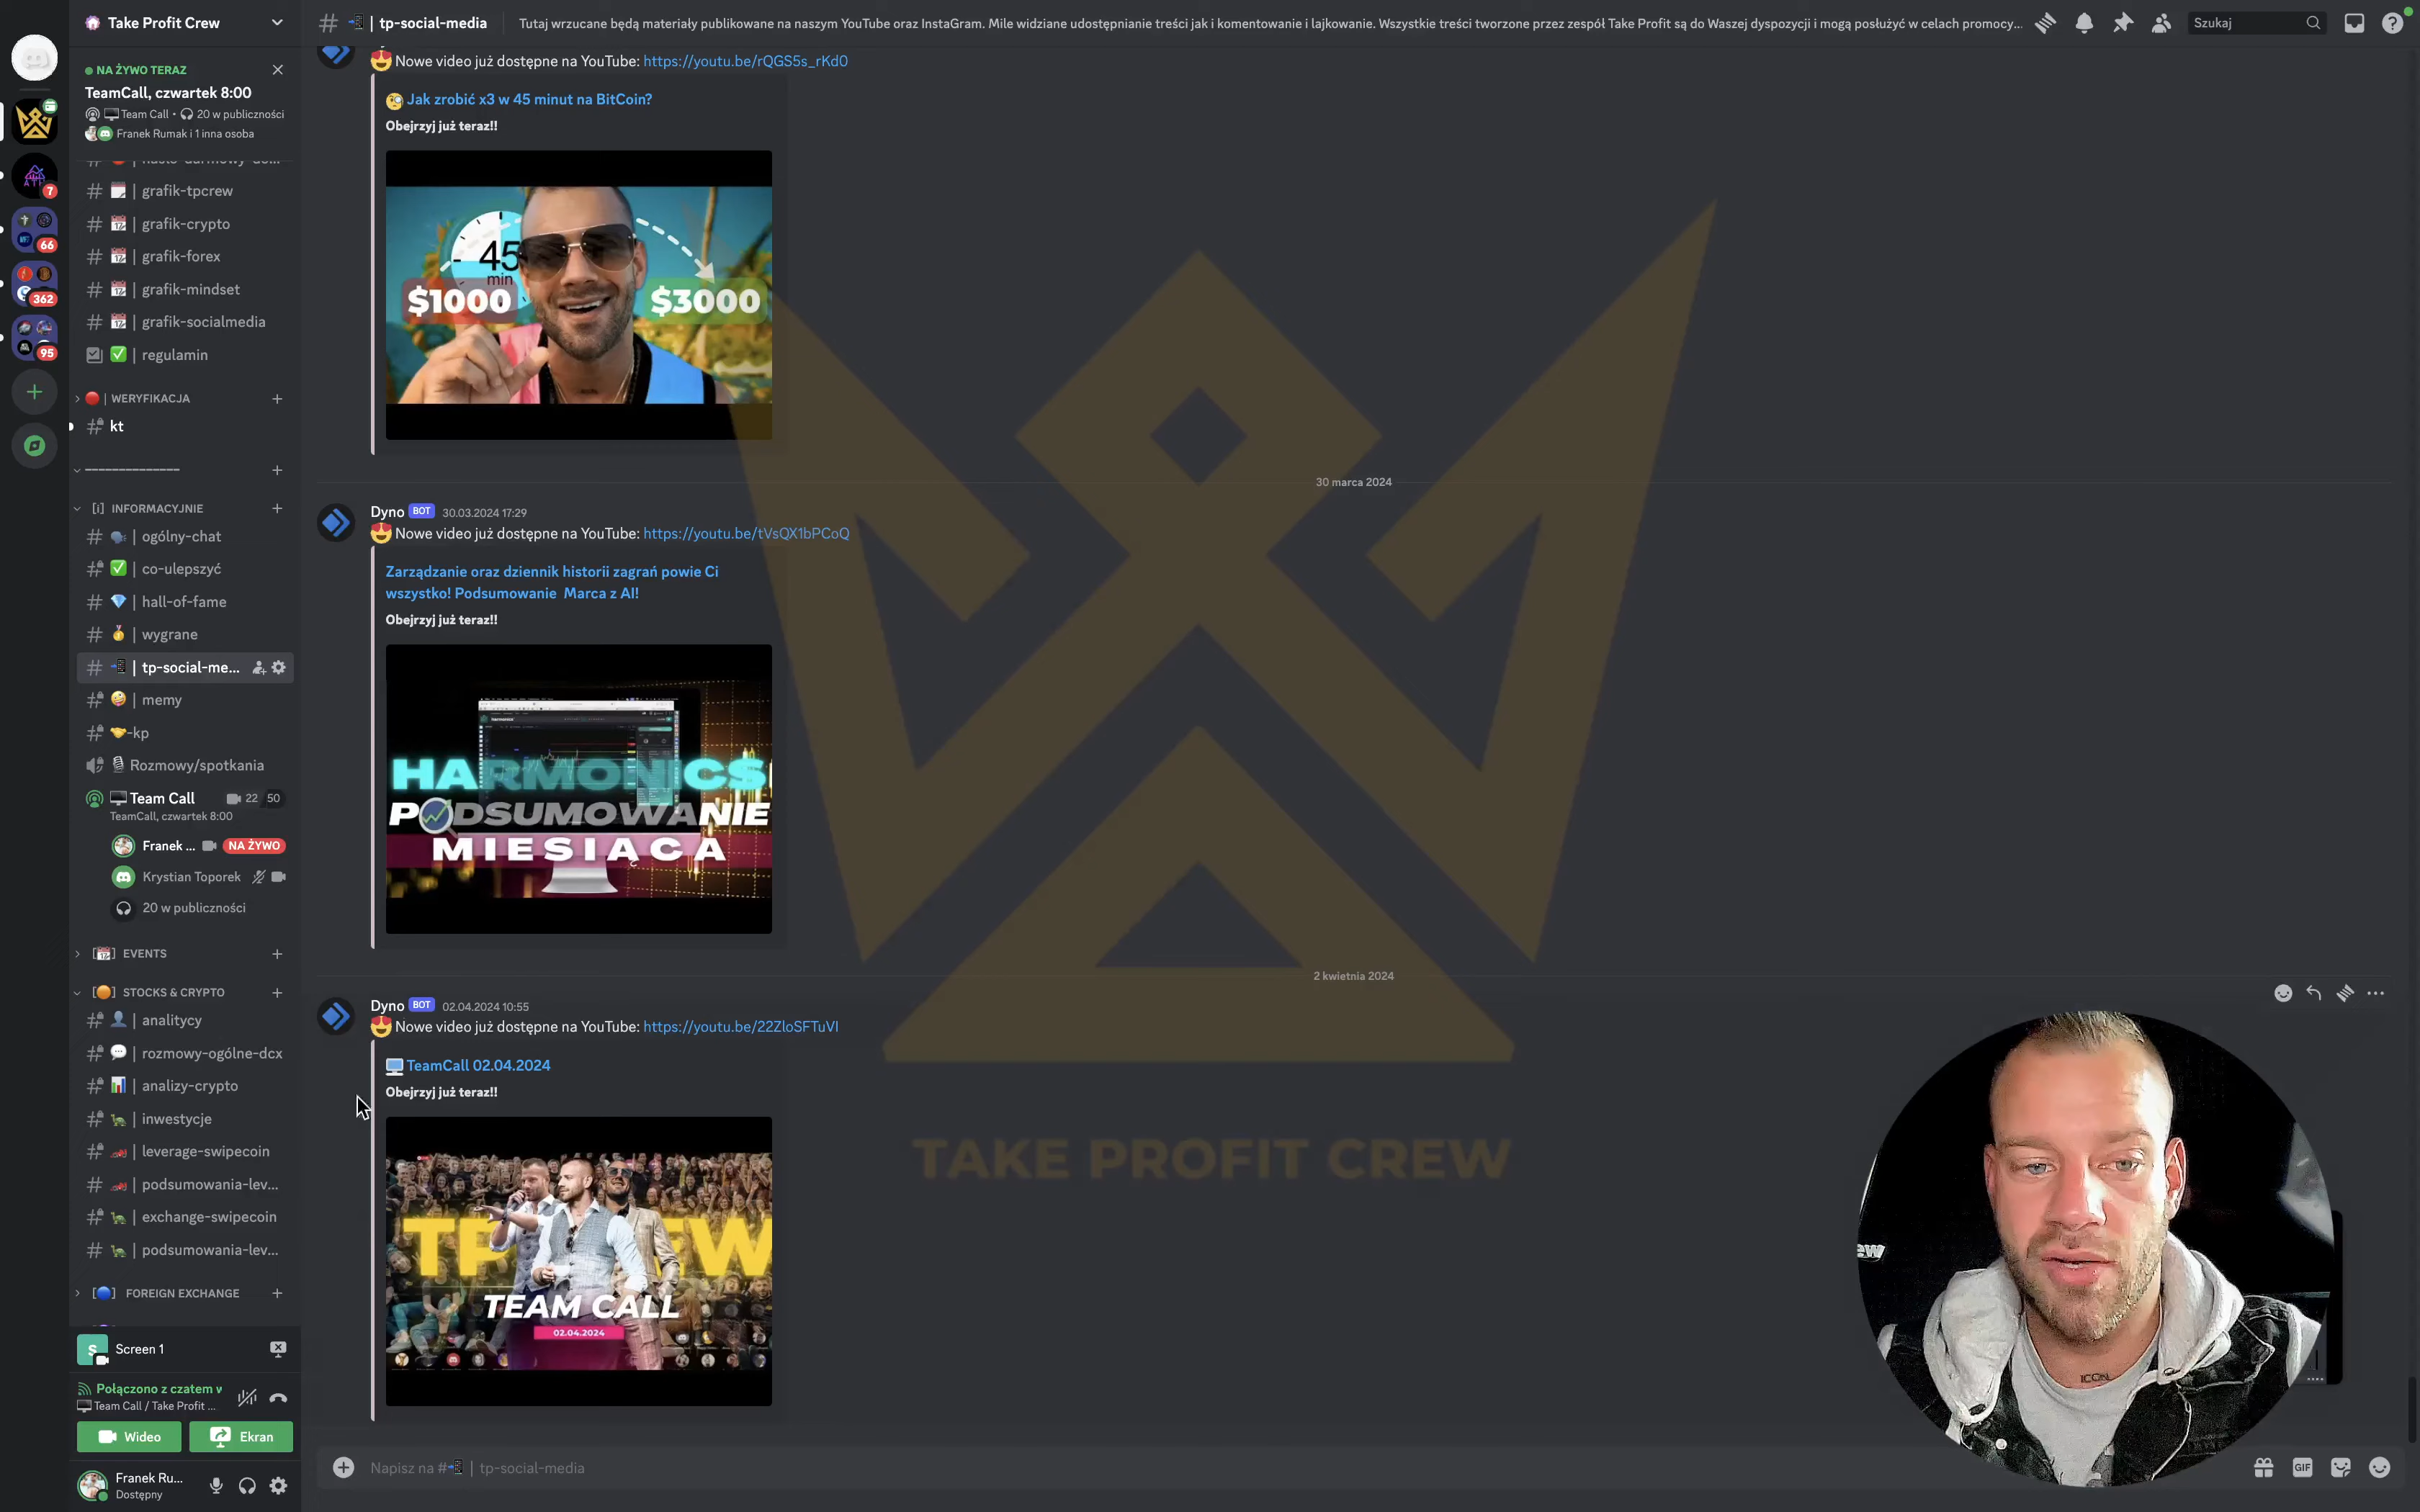 Take Profit Crew
NA ŻYWO TERAZ
TeamCall, czwartek 8:00
Team Call • 20 w publiczności
Franek Rumak i 1 inna osoba
| grafik-tpcrew
| grafik-crypto
| grafik-forex
| grafik-mindset
| grafik-socialmedia
| regulamin
| WERYFIKACJA
kt
[i] INFORMACYJNIE
| ogólny-chat
| co-ulepszyć
| hall-of-fame
| wygrane
| tp-social-me...
| memy
-kp
Rozmowy/spotkania
Team Call 22 50
TeamCall, czwartek 8:00
Franek ... NA ŻYWO
Krystian Toporek
20 w publiczności
EVENTS
STOCKS & CRYPTO
| analitycy
| rozmowy-ogólne-dcx
| analizy-crypto
| inwestycje
| leverage-swipecoin
| podsumowania-lev...
| exchange-swipecoin
| podsumowania-lev...
FOREIGN EXCHANGE
S Screen 1
Połączono z czatem w
Team Call / Take Profit ...
Wideo Ekran
Franek Ru...
Dostępny
7
66
362
95
| tp-social-media
Tutaj wrzucane będą materiały publikowane na naszym YouTube oraz InstaGram. Mile widziane udostępnianie treści jak i komentowanie i lajkowanie. Wszystkie treści tworzone przez zespół Take Profit są do Waszej dyspozycji i mogą posłużyć w celach promocy...
Szukaj
Nowe video już dostępne na YouTube: https://youtu.be/rQGS5s_rKd0
Jak zrobić x3 w 45 minut na BitCoin?
Obejrzyj już teraz!!
45
min
$1000 $3000
30 marca 2024
Dyno BOT 30.03.2024 17:29
Nowe video już dostępne na YouTube: https://youtu.be/tVsQX1bPCoQ
Zarządzanie oraz dziennik historii zagrań powie Ci
wszystko! Podsumowanie Marca z AI!
Obejrzyj już teraz!!
HARMONICS
PODSUMOWANIE
MIESIĄCA
2 kwietnia 2024
Dyno BOT 02.04.2024 10:55
Nowe video już dostępne na YouTube: https://youtu.be/22ZloSFTuVI
TeamCall 02.04.2024
Obejrzyj już teraz!!
TEAM CALL
02.04.2024
TAKE PROFIT CREW
ew
ICON
Napisz na # | tp-social-media
GIF